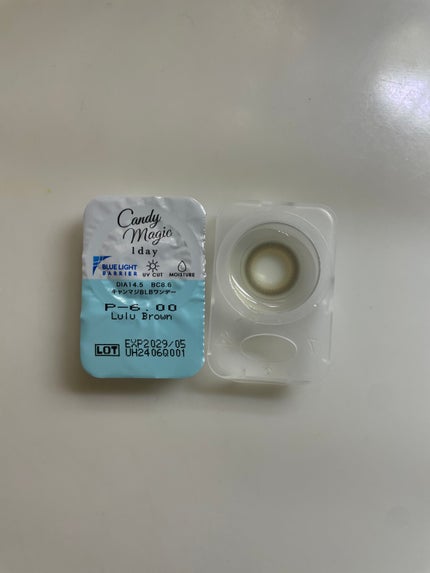 Candy
Magic
1day
BLUE LIGHT
BARRIER UV CUT MOISTURE
DIA14.5 BC8.6
キャンマジBLBワンデー
P-6.00
Lulu Brown
LOT EXP2029/05
UH2406Q001